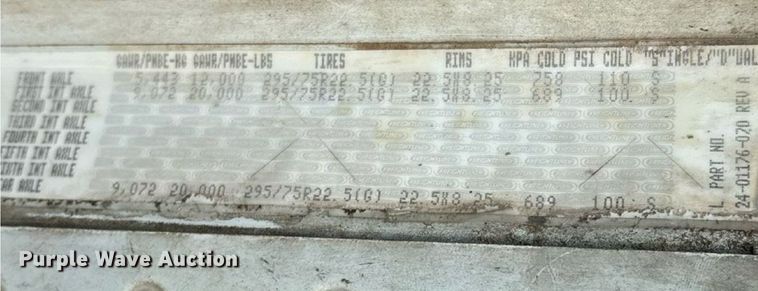 GAWR/PNBE-KG GAWR/PNBE-LBS TIRES RIMS KPA COLD PSI COLD "S"INGLE/"D"UAL
FRONT AXLE 5,443 12,000 295/75R22.5(G) 22.5X8.25 758 110 S
FIRST INT AXLE 9,072 20,000 295/75R22.5(G) 22.5X8.25 689 100 S
SECOND INT AXLE
THIRD INT AXLE
FOURTH INT AXLE
FIFTH INT AXLE
IXTH INT AXLE
AR AXLE 9,072 20,000 295/75R22.5(G) 22.5X8.25 689 100 S
L PART NO.
24-01176-020 REV A
Purple Wave Auction